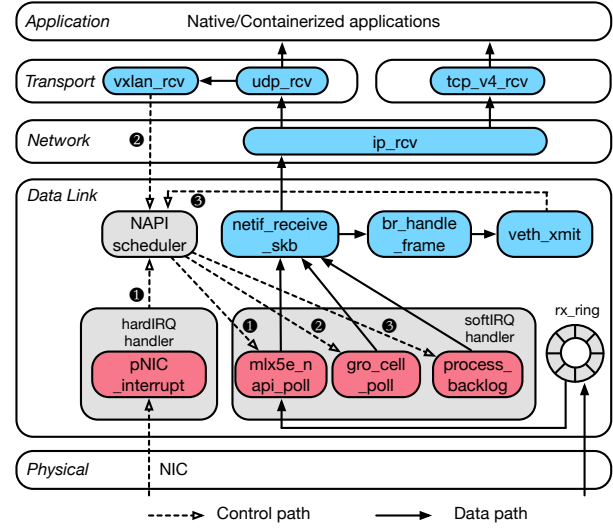 Application
Native/Containerized applications
Transport
vxlan_rcv
udp_rcv
tcp_v4_rcv
❷
Network
ip_rcv
Data Link
❸
NAPI
scheduler
netif_receive
_skb
br_handle
_frame
veth_xmit
❶
hardIRQ
handler
pNIC
_interrupt
❶
❷
❸
softIRQ
handler
mlx5e_n
api_poll
gro_cell
_poll
process_
backlog
rx_ring
Physical
NIC
Control path
Data path